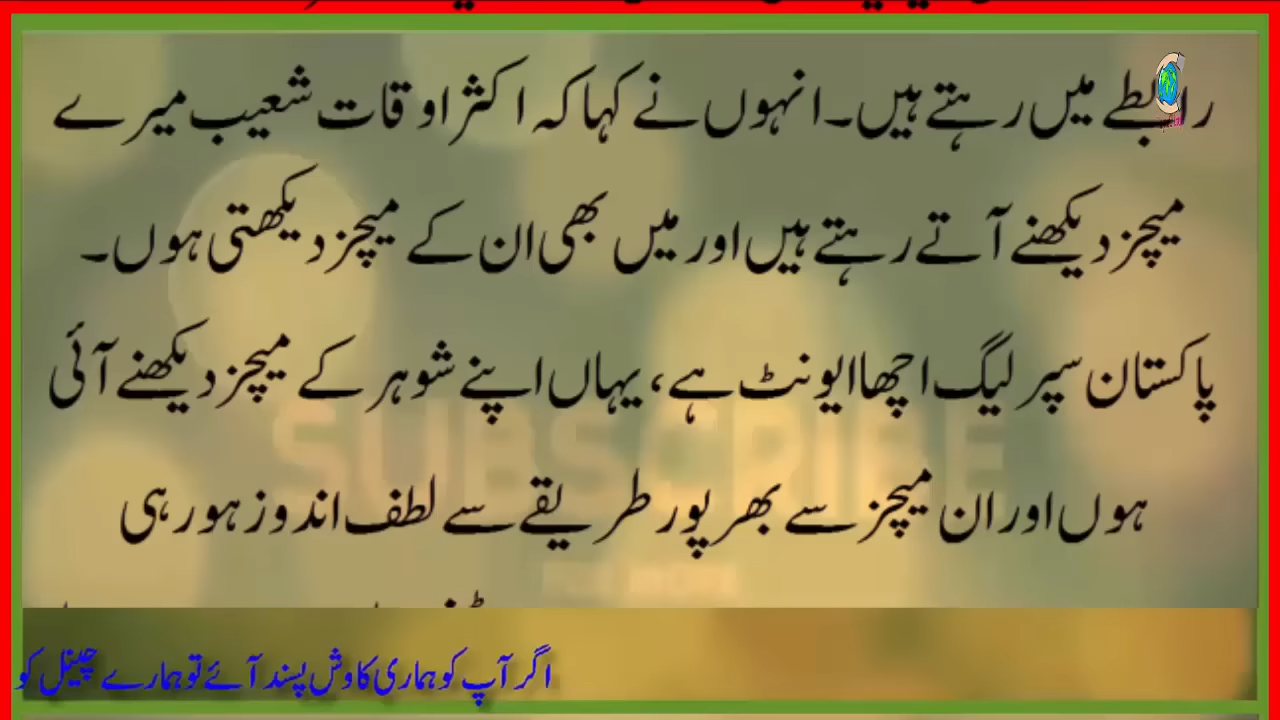 رابطے میں رہتے ہیں۔ انہوں نے کہا کہ اکثر اوقات شعیب میرے
میچز دیکھنے آتے رہتے ہیں اور میں بھی ان کے میچز دیکھتی ہوں۔
پاکستان سپر لیگ اچھا ایونٹ ہے، یہاں اپنے شوہر کے میچز دیکھنے آئی
ہوں اور ان میچز سے بھرپور طریقے سے لطف اندوز ہو رہی
SUBSCRIBE
اگر آپ کو ہماری کاوش پسند آئے تو ہمارے چینل کو